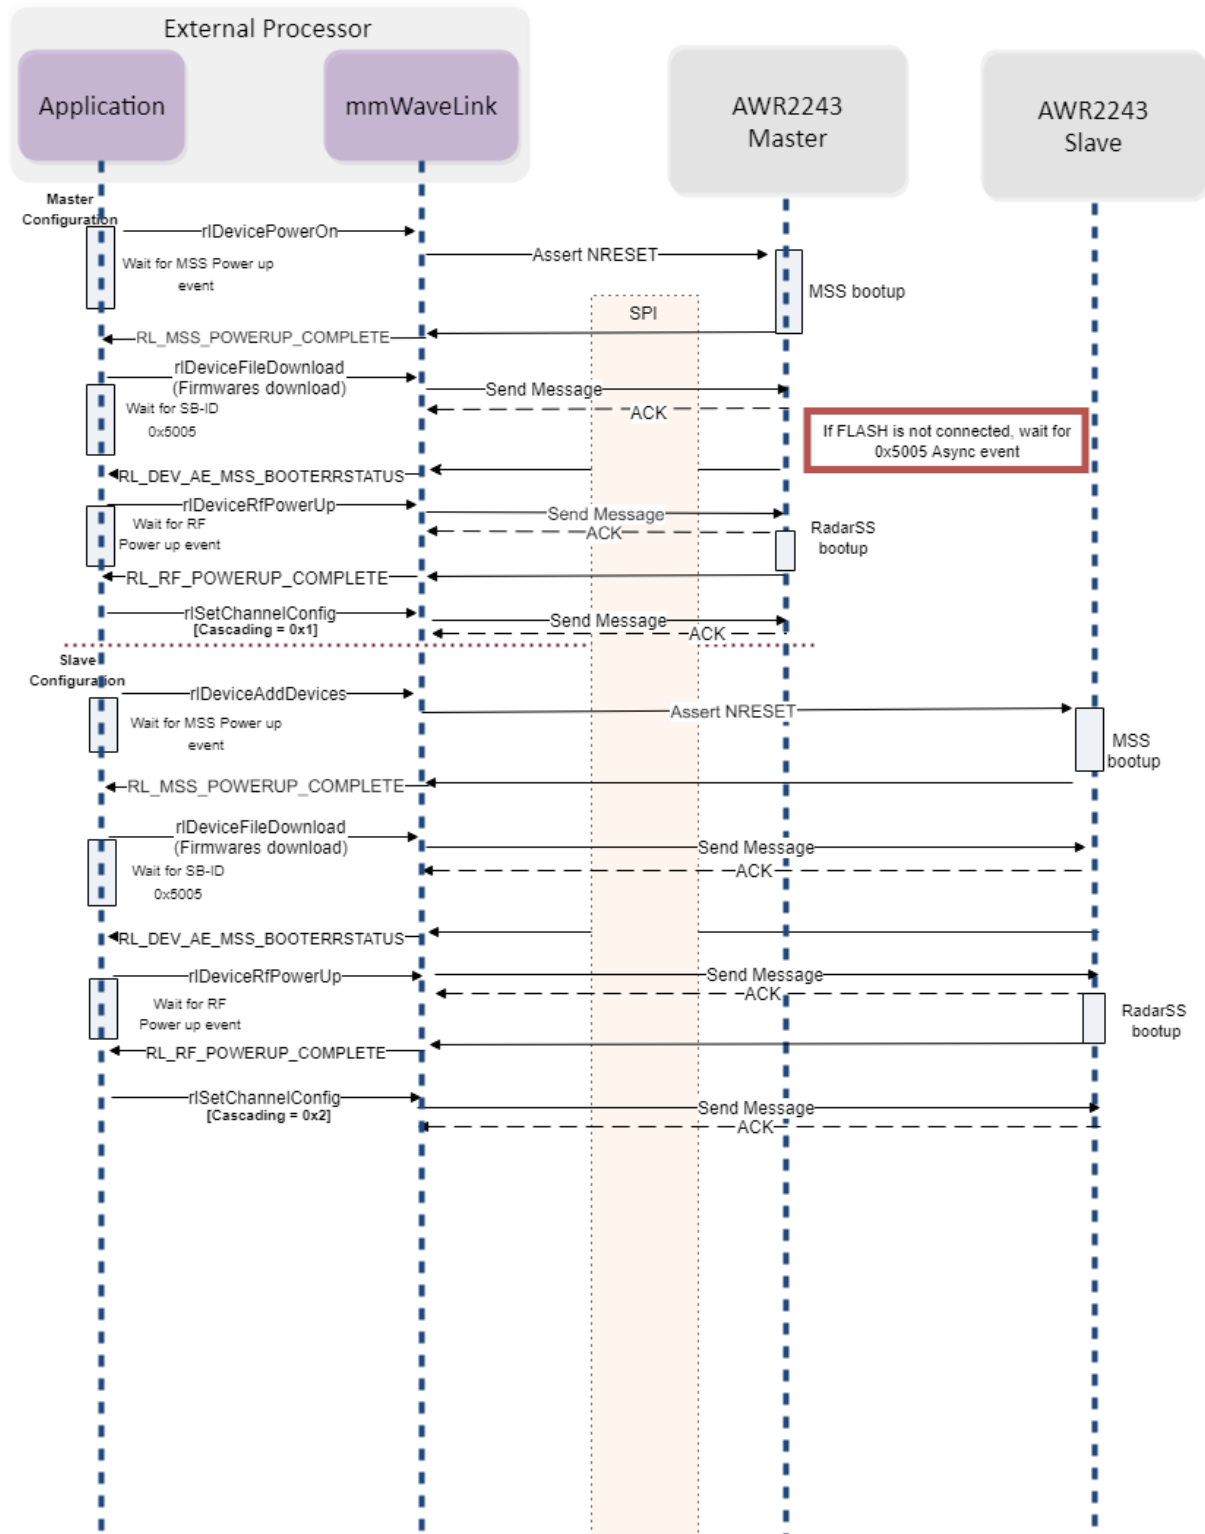 External Processor
Application
mmWaveLink
AWR2243
Master
AWR2243
Slave
Master
Configuration
rlDevicePowerOn
Assert NRESET
Wait for MSS Power up
event
MSS bootup
SPI
RL_MSS_POWERUP_COMPLETE
rlDeviceFileDownload
(Firmwares download)
Send Message
Wait for SB-ID
0x5005
ACK
If FLASH is not connected, wait for
0x5005 Async event
RL_DEV_AE_MSS_BOOTERRSTATUS
rlDeviceRfPowerUp
Send Message
Wait for RF
Power up event
ACK
RadarSS
bootup
RL_RF_POWERUP_COMPLETE
rlSetChannelConfig
[Cascading = 0x1]
Send Message
ACK
Slave
Configuration
rlDeviceAddDevices
Assert NRESET
Wait for MSS Power up
event
MSS
bootup
RL_MSS_POWERUP_COMPLETE
rlDeviceFileDownload
(Firmwares download)
Send Message
Wait for SB-ID
0x5005
ACK
RL_DEV_AE_MSS_BOOTERRSTATUS
rlDeviceRfPowerUp
Send Message
ACK
Wait for RF
Power up event
RadarSS
bootup
RL_RF_POWERUP_COMPLETE
rlSetChannelConfig
[Cascading = 0x2]
Send Message
ACK